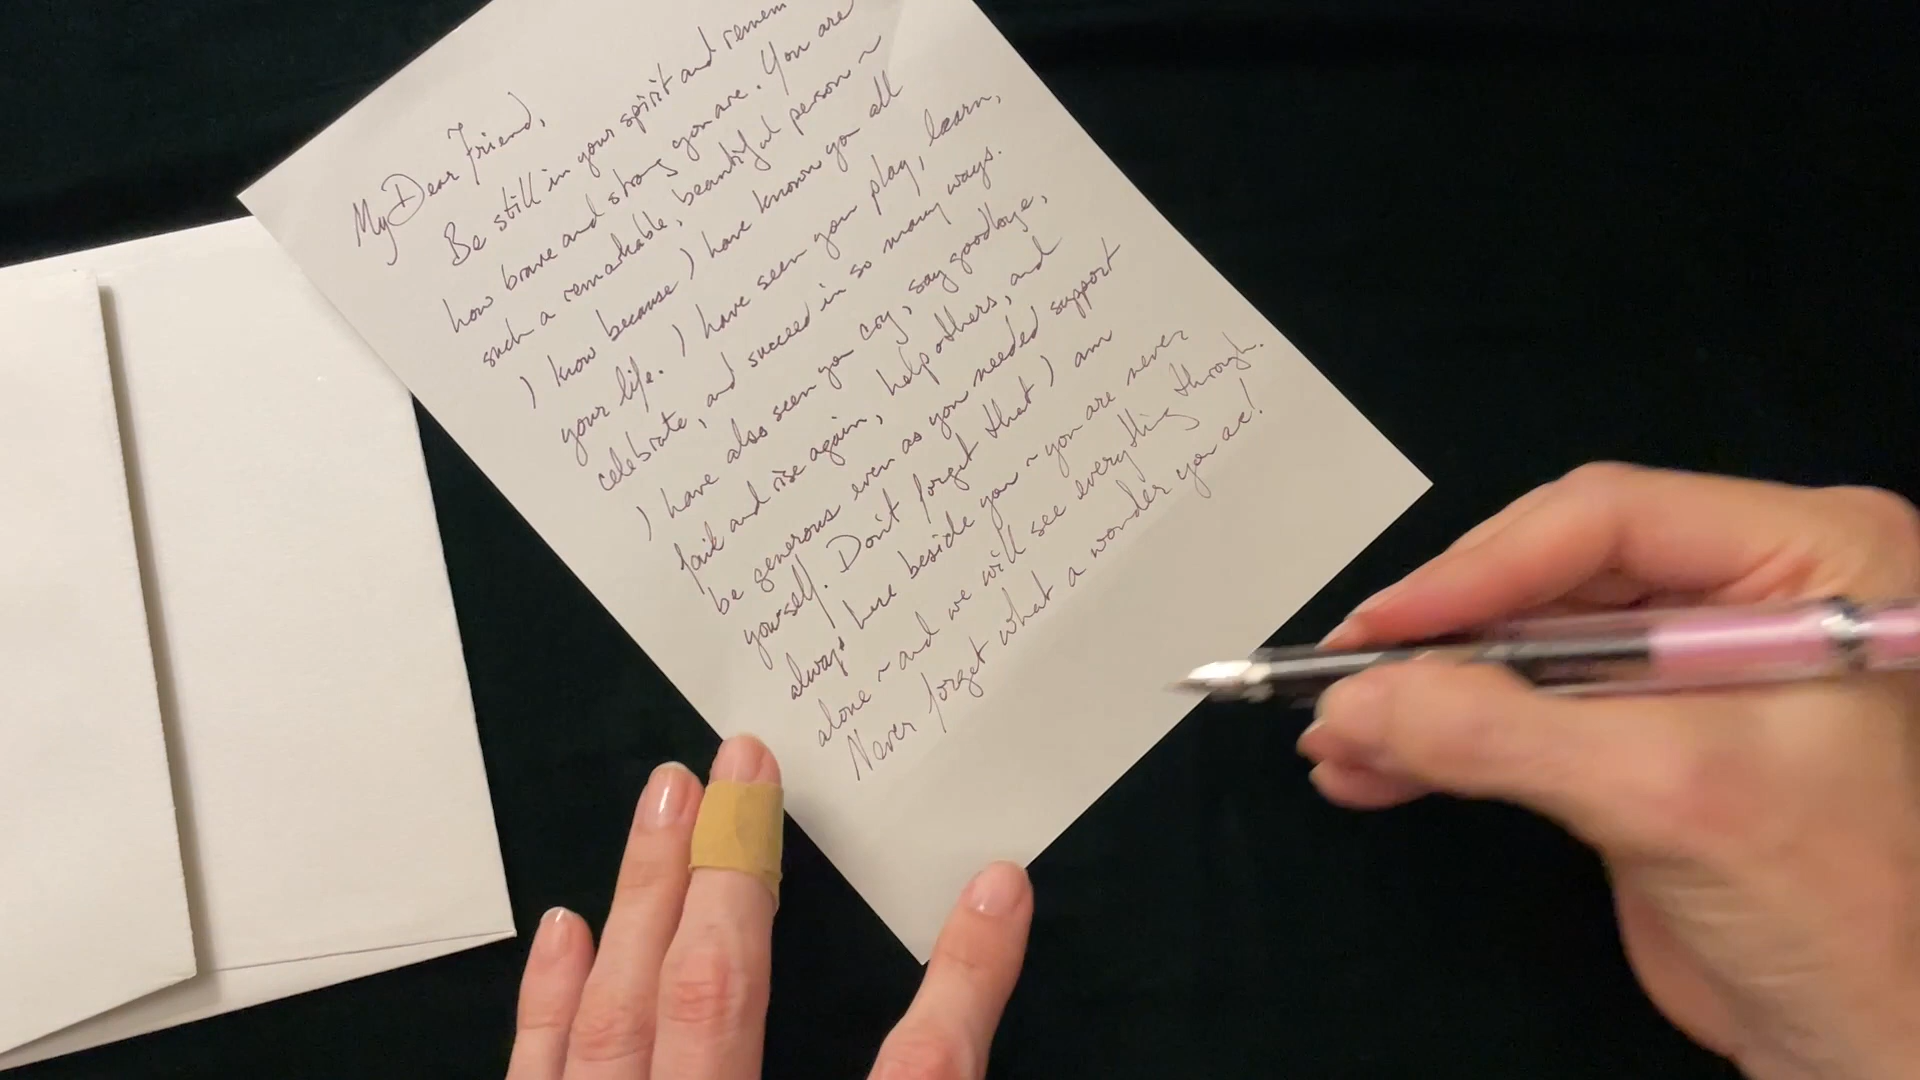 My Dear Friend,
Be still in your spirit and remem
how brave and strong you are. You are
such a remarkable, beautiful person ~
I know because I have known you all
your life. I have seen you play, learn,
celebrate, and succeed in so many ways.
I have also seen you cry, say goodbye,
fail and rise again, help others, and
be generous even as you needed support
yourself. Don't forget that I am
always here beside you ~ you are never
alone ~ and we will see everything through.
Never forget what a wonder you are!